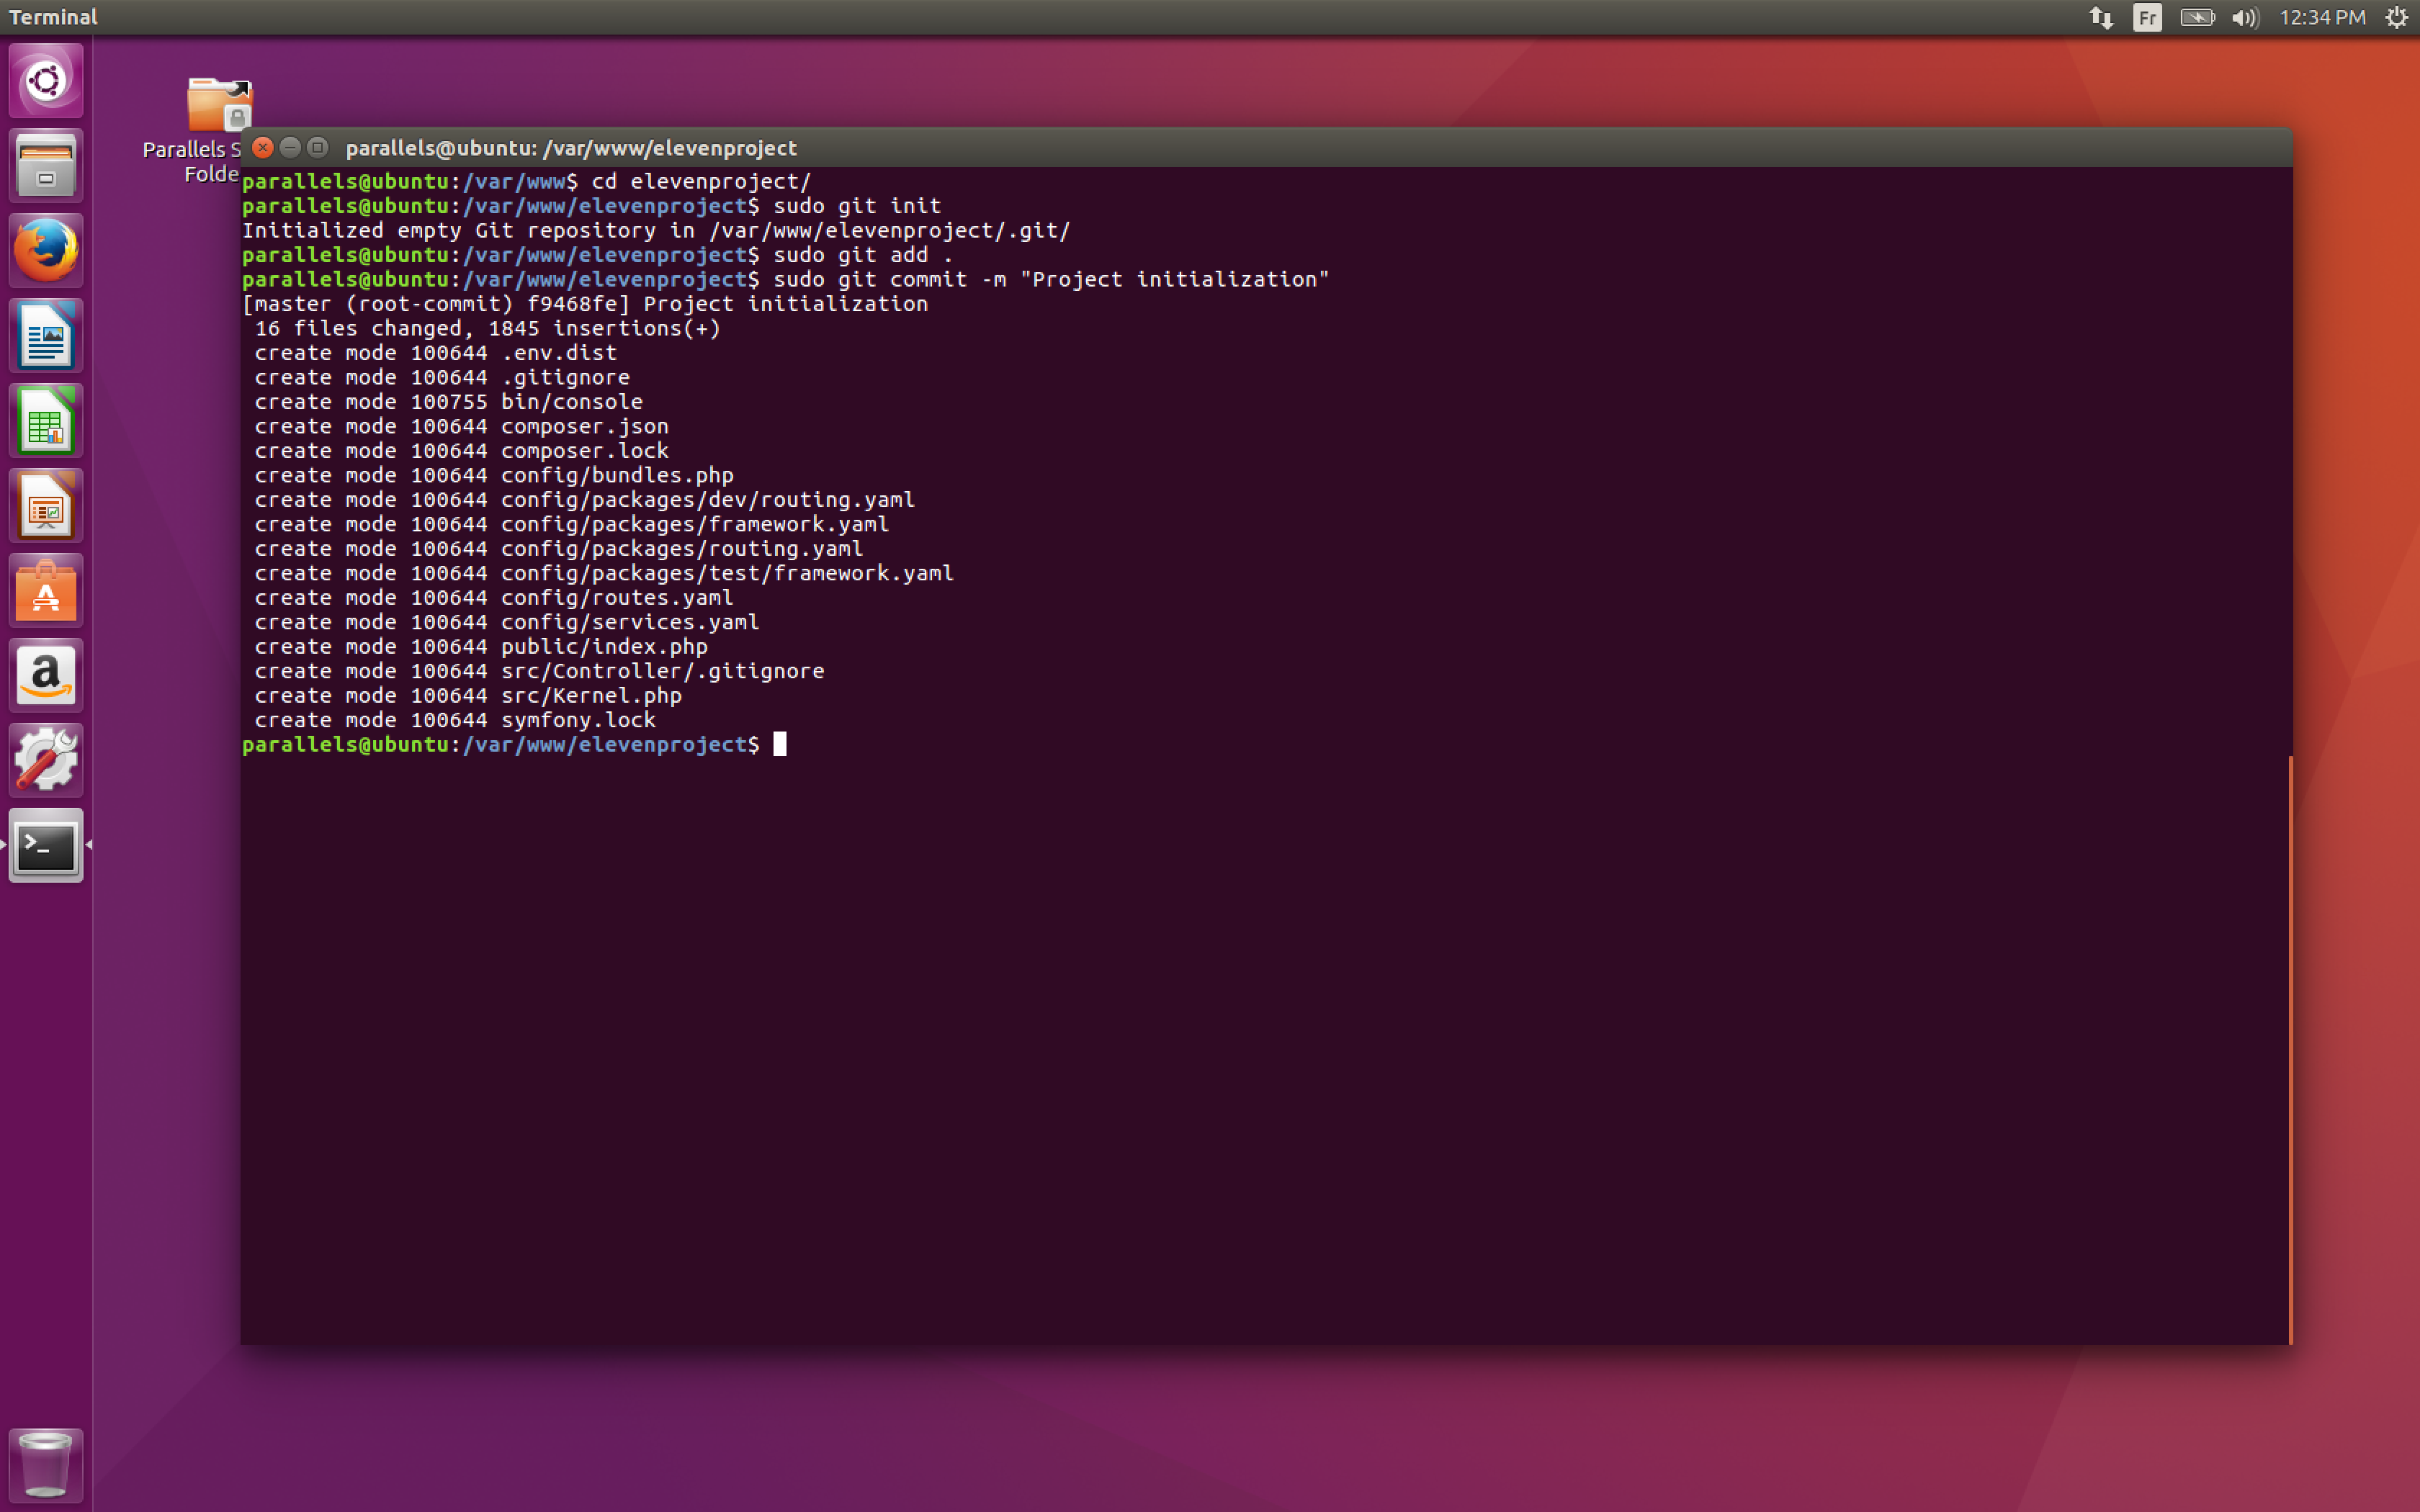 Terminal
Fr
12:34 PM
Parallels S
Folde
parallels@ubuntu: /var/www/elevenproject
parallels@ubuntu:/var/www$ cd elevenproject/
parallels@ubuntu:/var/www/elevenproject$ sudo git init
Initialized empty Git repository in /var/www/elevenproject/.git/
parallels@ubuntu:/var/www/elevenproject$ sudo git add .
parallels@ubuntu:/var/www/elevenproject$ sudo git commit -m "Project initialization"
[master (root-commit) f9468fe] Project initialization
 16 files changed, 1845 insertions(+)
 create mode 100644 .env.dist
 create mode 100644 .gitignore
 create mode 100755 bin/console
 create mode 100644 composer.json
 create mode 100644 composer.lock
 create mode 100644 config/bundles.php
 create mode 100644 config/packages/dev/routing.yaml
 create mode 100644 config/packages/framework.yaml
 create mode 100644 config/packages/routing.yaml
 create mode 100644 config/packages/test/framework.yaml
 create mode 100644 config/routes.yaml
 create mode 100644 config/services.yaml
 create mode 100644 public/index.php
 create mode 100644 src/Controller/.gitignore
 create mode 100644 src/Kernel.php
 create mode 100644 symfony.lock
parallels@ubuntu:/var/www/elevenproject$